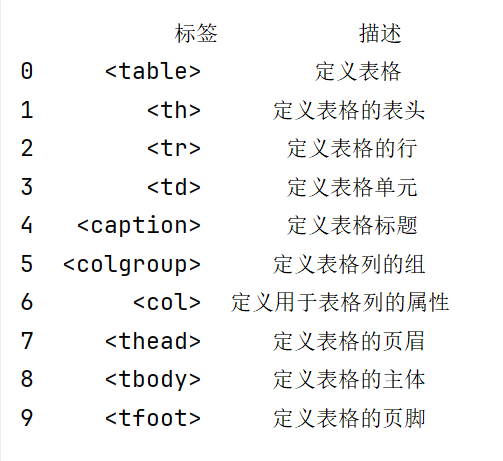 标签 描述
0 <table> 定义表格
1 <th> 定义表格的表头
2 <tr> 定义表格的行
3 <td> 定义表格单元
4 <caption> 定义表格标题
5 <colgroup> 定义表格列的组
6 <col> 定义用于表格列的属性
7 <thead> 定义表格的页眉
8 <tbody> 定义表格的主体
9 <tfoot> 定义表格的页脚